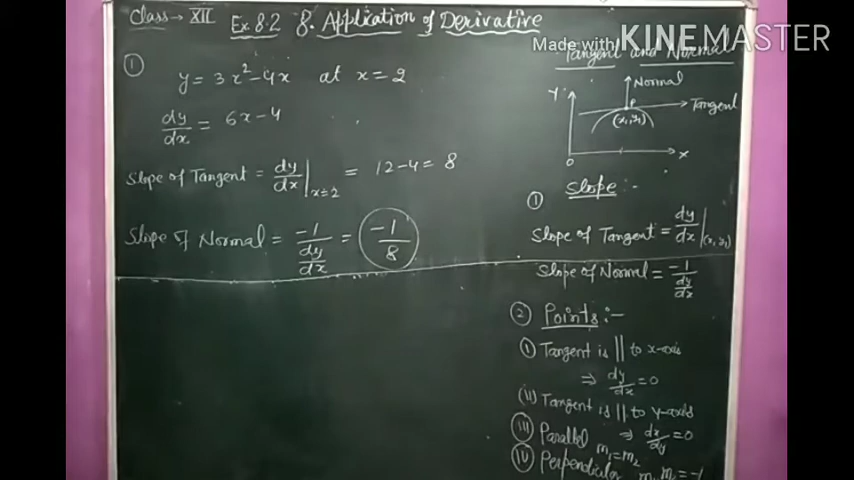 Class → XII Ex. 8.2 8. Application of Derivative
Made with KINEMASTER
① y = 3x² - 4x at x = 2
dy/dx = 6x - 4
Slope of Tangent = dy/dx |x=2 = 12 - 4 = 8
Slope of Normal = -1/(dy/dx) = -1/8
Tangent and Normal
Y Normal
P Tangent
(x₁, y₁)
O X
① Slope :-
Slope of Tangent = dy/dx |(x₁, y₁)
Slope of Normal = -1/(dy/dx)
② Points :-
(i) Tangent is || to x-axis
⇒ dy/dx = 0
(ii) Tangent is || to y-axis
⇒ dx/dy = 0
(iii) Parallel m₁ = m₂
(iv) Perpendicular m₁ m₂ = -1